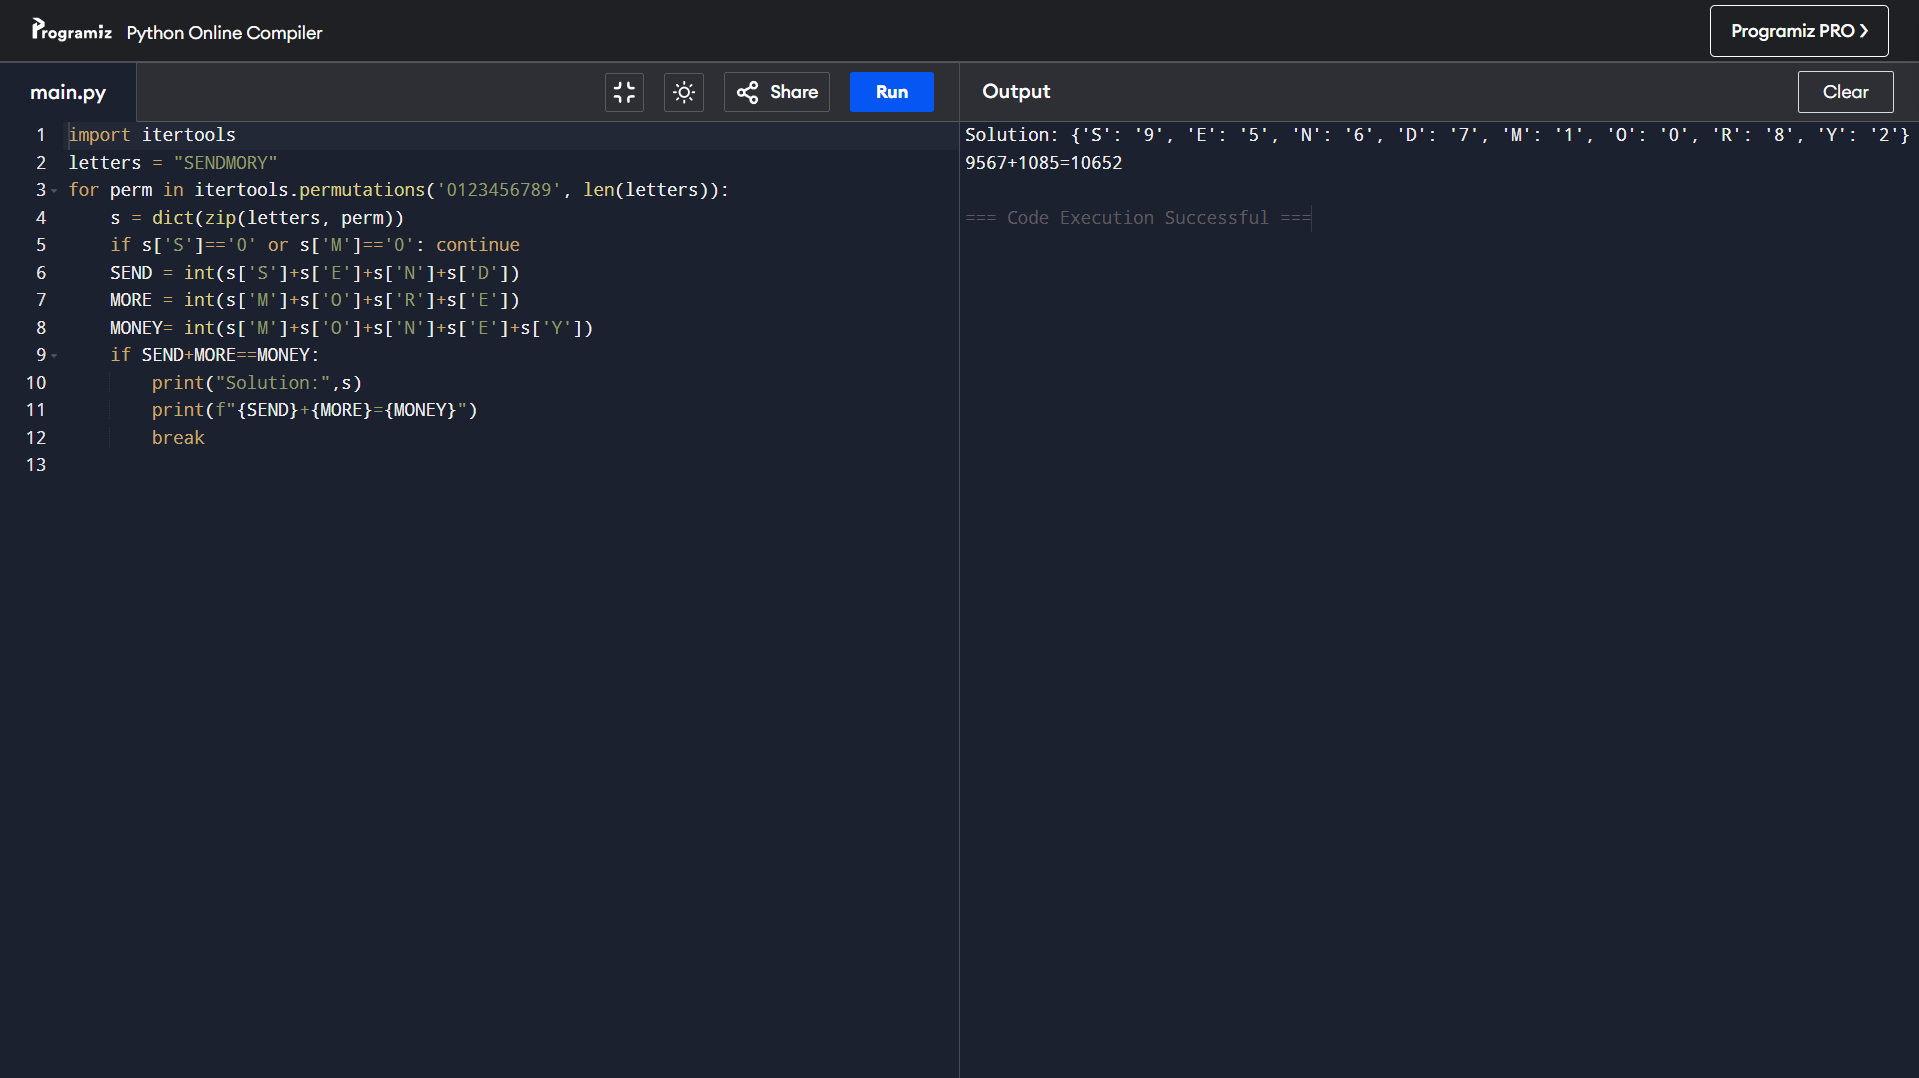 Programiz Python Online Compiler
Programiz PRO ❯
main.py
Share
Run
Output
Clear
1 import itertools
2 letters = "SENDMORY"
3 for perm in itertools.permutations('0123456789', len(letters)):
4     s = dict(zip(letters, perm))
5     if s['S']=='0' or s['M']=='0': continue
6     SEND = int(s['S']+s['E']+s['N']+s['D'])
7     MORE = int(s['M']+s['O']+s['R']+s['E'])
8     MONEY= int(s['M']+s['O']+s['N']+s['E']+s['Y'])
9     if SEND+MORE==MONEY:
10         print("Solution:",s)
11         print(f"{SEND}+{MORE}={MONEY}")
12         break
13
Solution: {'S': '9', 'E': '5', 'N': '6', 'D': '7', 'M': '1', 'O': '0', 'R': '8', 'Y': '2'}
9567+1085=10652
=== Code Execution Successful ===